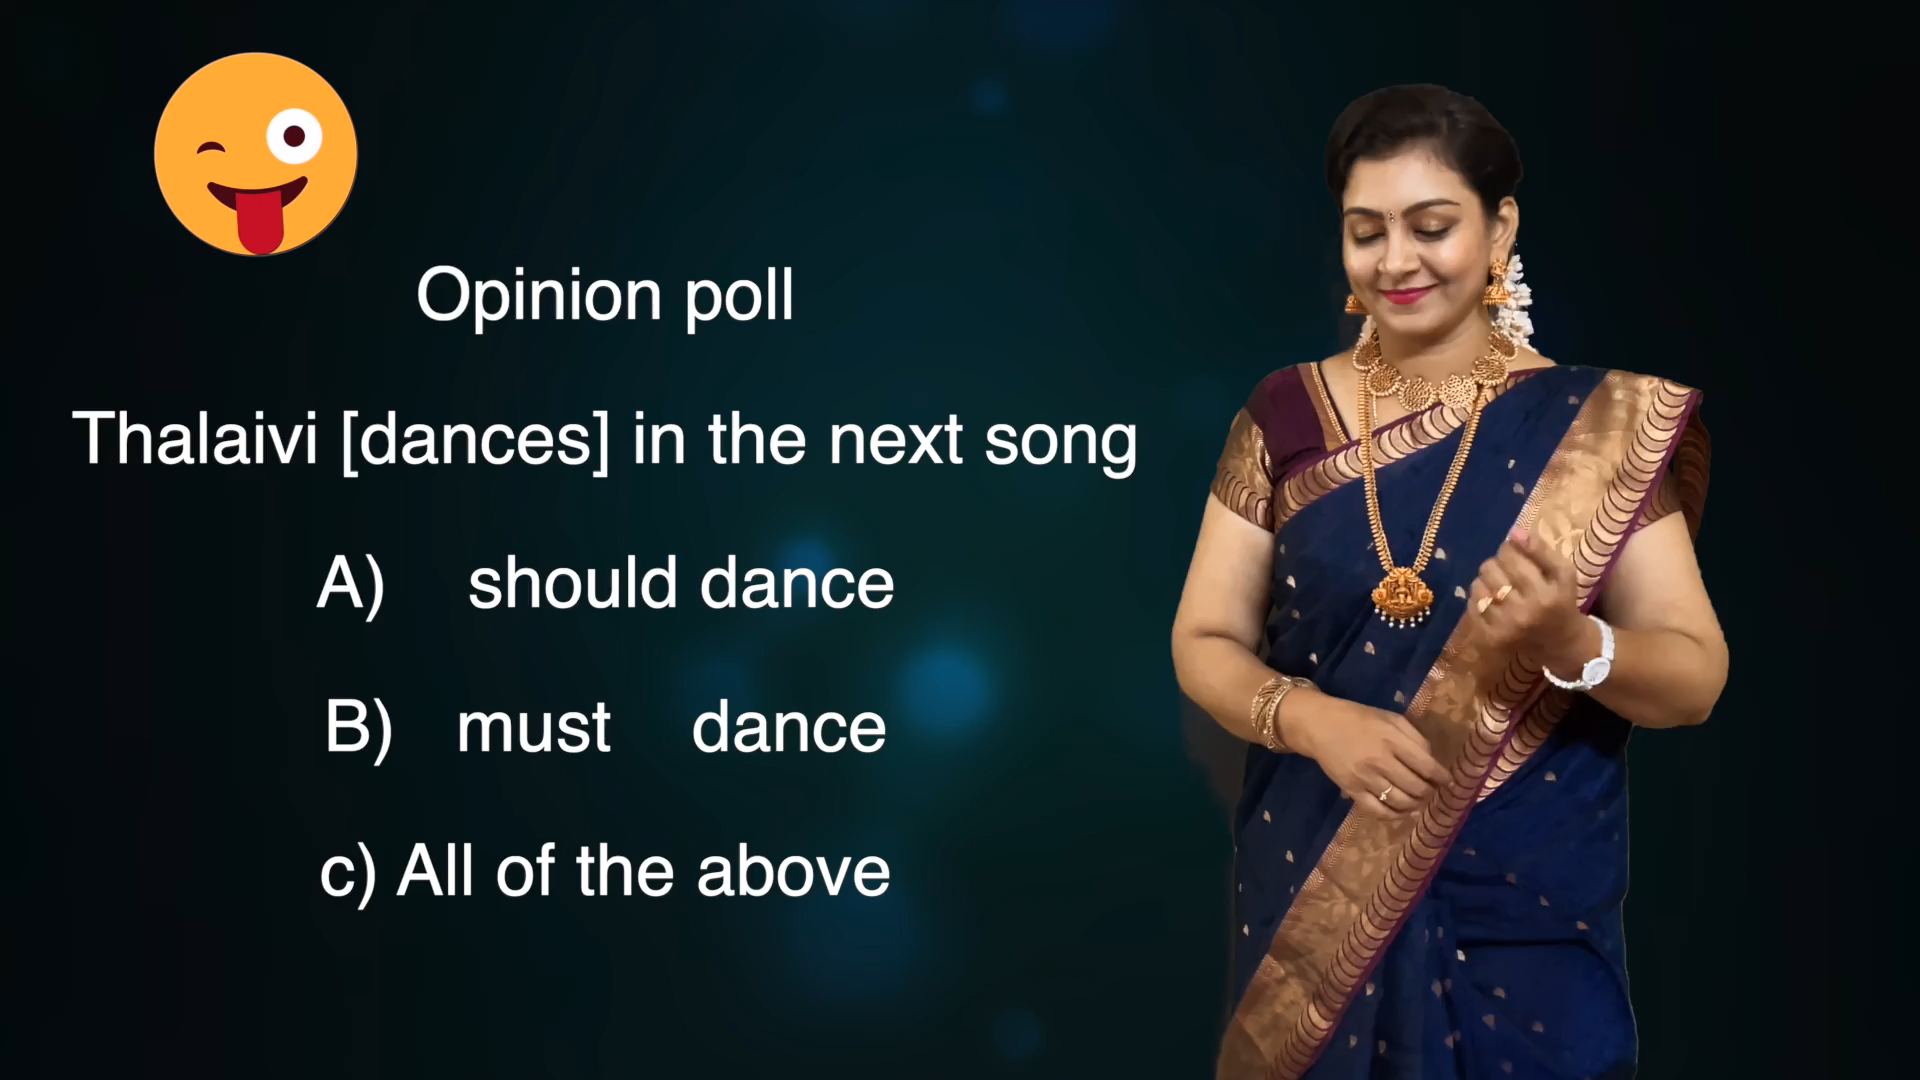 Opinion poll
Thalaivi [dances] in the next song
A) should dance
B) must dance
c) All of the above